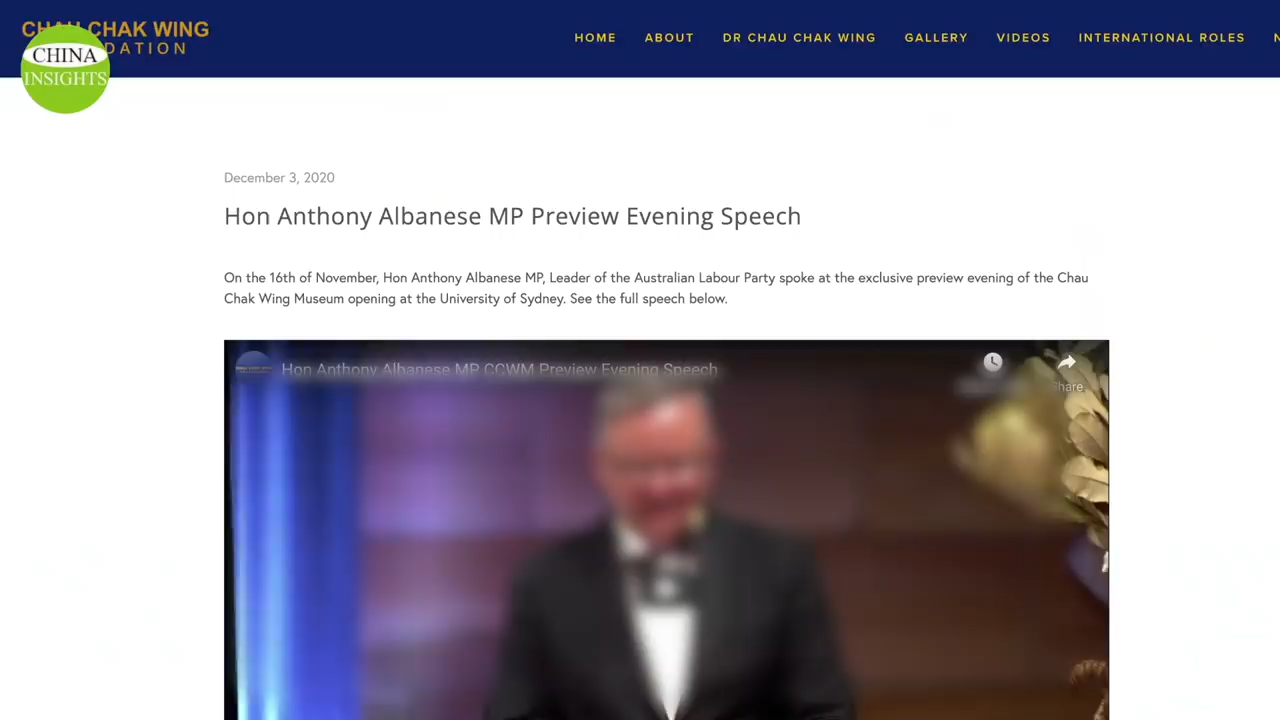 CHAU CHAK WING
DATION
CHINA
INSIGHTS
HOME ABOUT DR CHAU CHAK WING GALLERY VIDEOS INTERNATIONAL ROLES N
December 3, 2020
Hon Anthony Albanese MP Preview Evening Speech
On the 16th of November, Hon Anthony Albanese MP, Leader of the Australian Labour Party spoke at the exclusive preview evening of the Chau
Chak Wing Museum opening at the University of Sydney. See the full speech below.
Hon Anthony Albanese MP CCWM Preview Evening Speech
Share